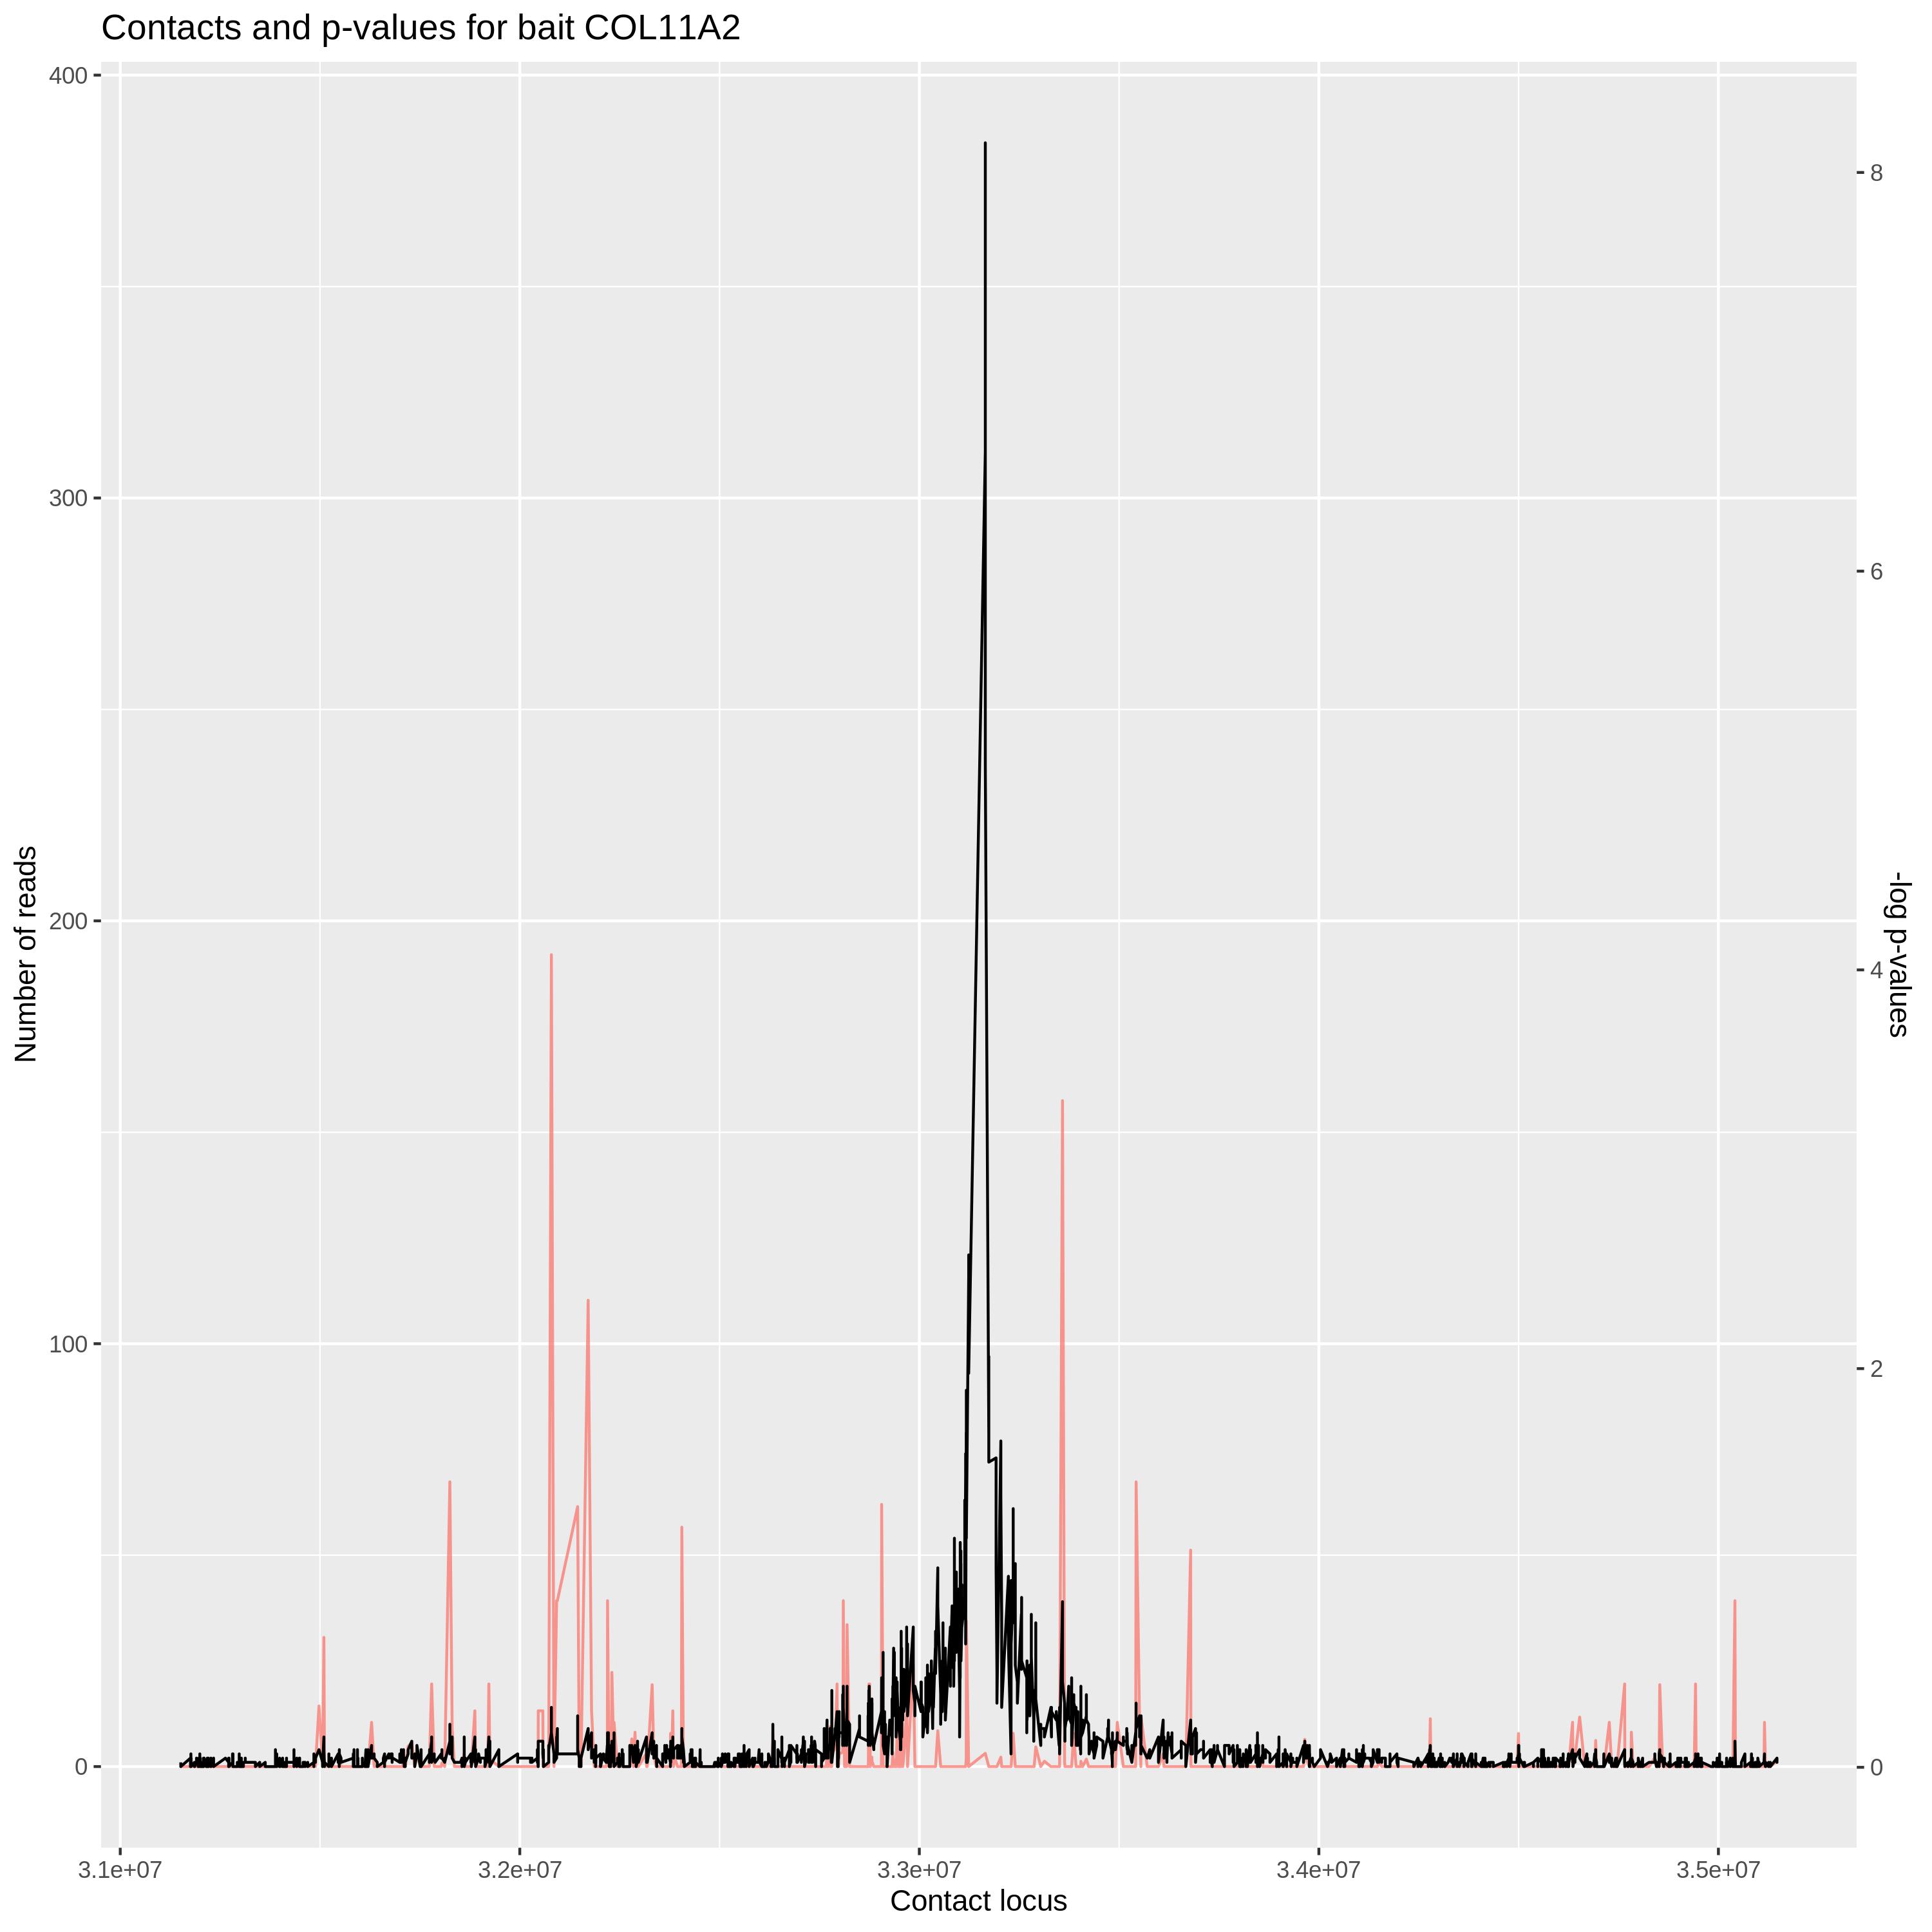 Contacts and p-values for bait COL11A2
400
300
200
100
0
Number of reads
8
6
4
2
0
-log p-values
3.1e+07
3.2e+07
3.3e+07
3.4e+07
3.5e+07
Contact locus